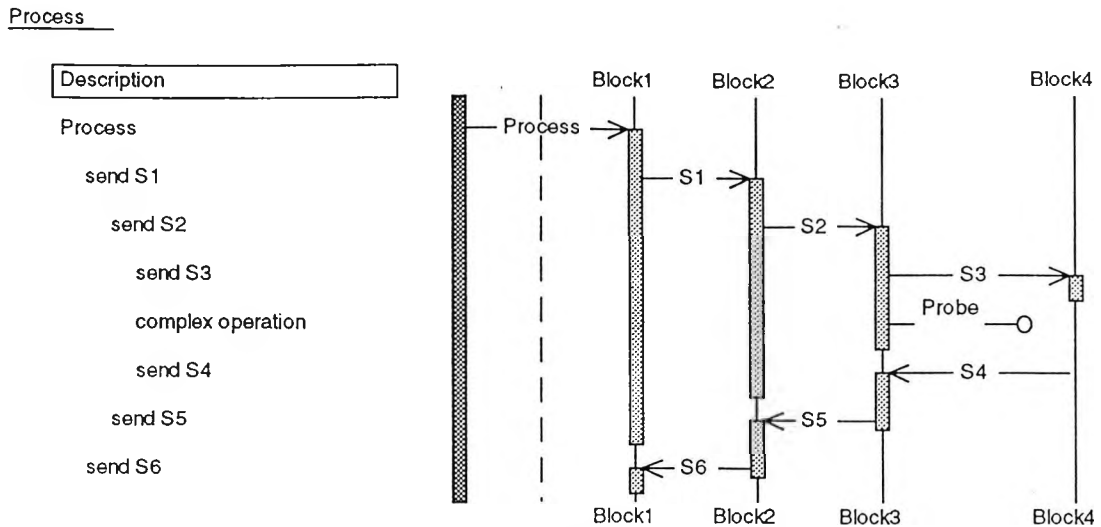 Process
Description
Block1 Block2 Block3 Block4
Process
Process
send S1
S1
send S2
S2
send S3
S3
complex operation
Probe
send S4
S4
send S5
S5
send S6
S6
Block1 Block2 Block3 Block4